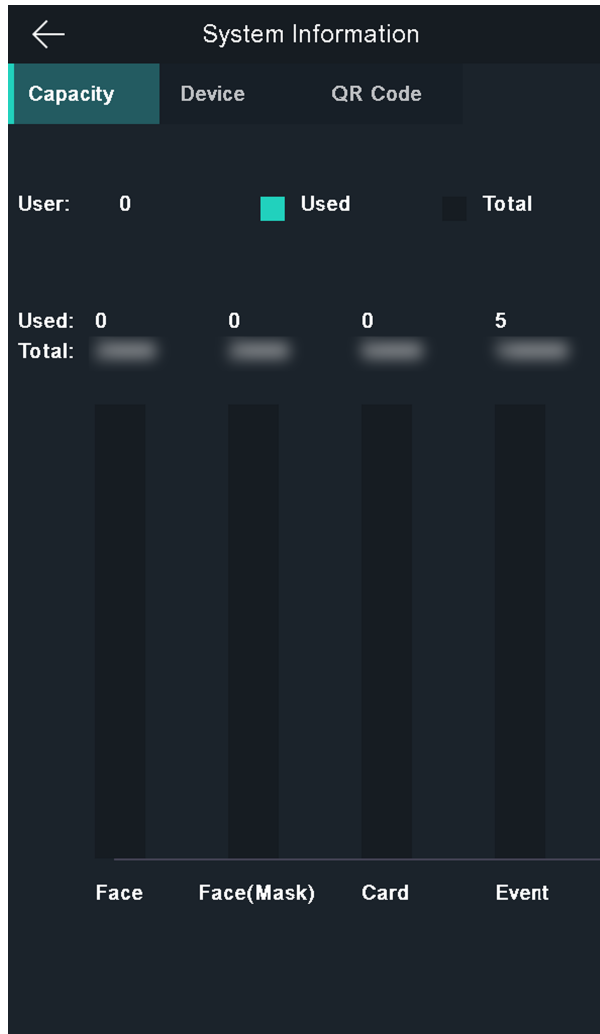 System Information
Capacity Device QR Code
User: 0 Used Total
Used: 0 0 0 5
Total:
Face Face(Mask) Card Event